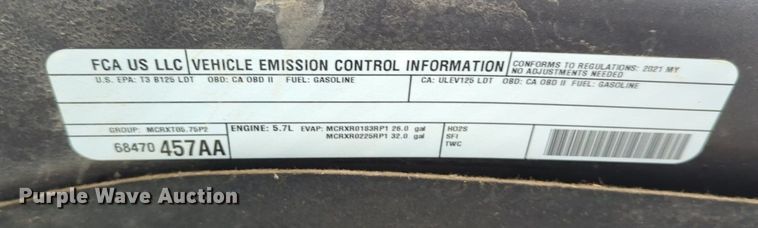 FCA US LLC VEHICLE EMISSION CONTROL INFORMATION CONFORMS TO REGULATIONS: 2021 MY
NO ADJUSTMENTS NEEDED
U.S. EPA: T3 B125 LDT OBD: CA OBD II FUEL: GASOLINE CA: ULEV125 LDT OBD: CA OBD II FUEL: GASOLINE
GROUP: MCRXT05.75P2 ENGINE: 5.7L EVAP: MCRXR0183RP1 26.0 gal HO2S
MCRXR0225RP1 32.0 gal SFI
68470 457AA TWC
Purple Wave Auction